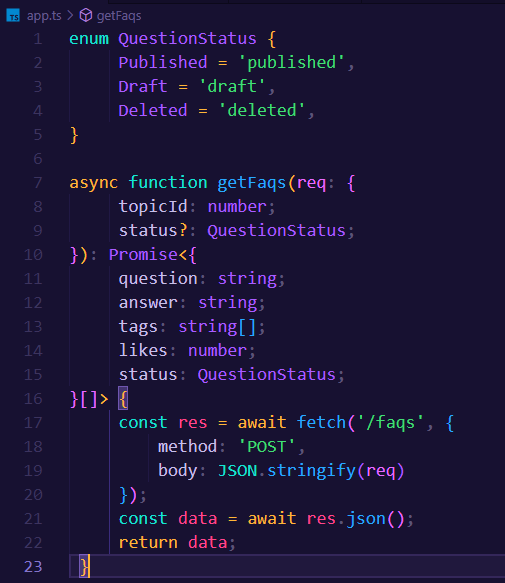 TS app.ts > getFaqs
1 enum QuestionStatus {
2     Published = 'published',
3     Draft = 'draft',
4     Deleted = 'deleted',
5 }
6
7 async function getFaqs(req: {
8     topicId: number;
9     status?: QuestionStatus;
10 }): Promise<{
11     question: string;
12     answer: string;
13     tags: string[];
14     likes: number;
15     status: QuestionStatus;
16 }[]> {
17     const res = await fetch('/faqs', {
18         method: 'POST',
19         body: JSON.stringify(req)
20     });
21     const data = await res.json();
22     return data;
23 }